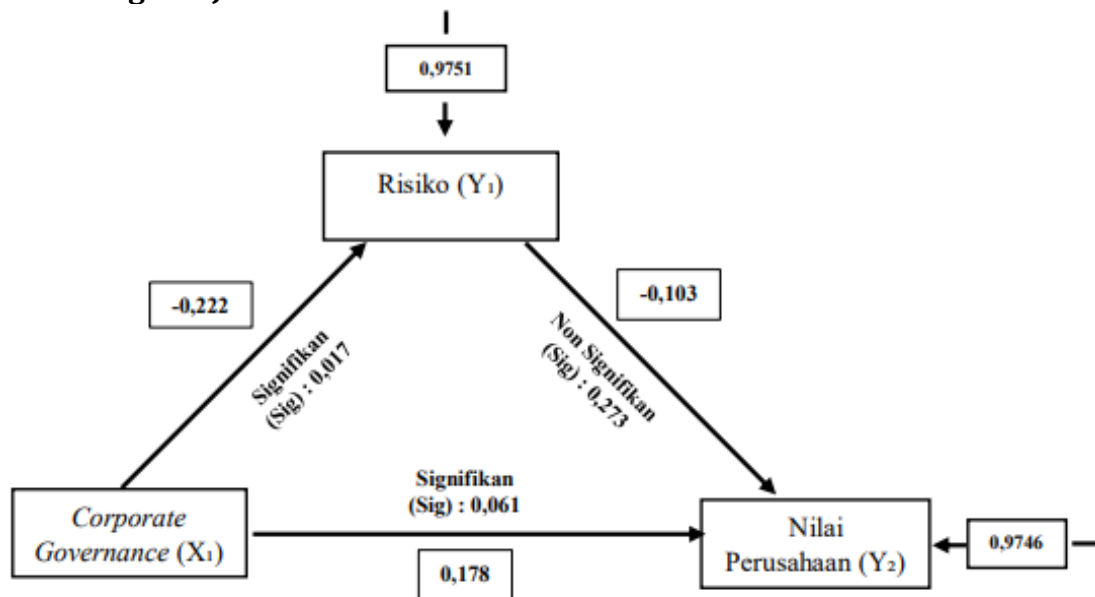 0,9751
Risiko (Y₁)
-0,222
-0,103
Signifikan
(Sig) : 0,017
Non Signifikan
(Sig) : 0,273
Signifikan
(Sig) : 0,061
Corporate
Governance (X₁)
0,178
Nilai
Perusahaan (Y₂)
0,9746